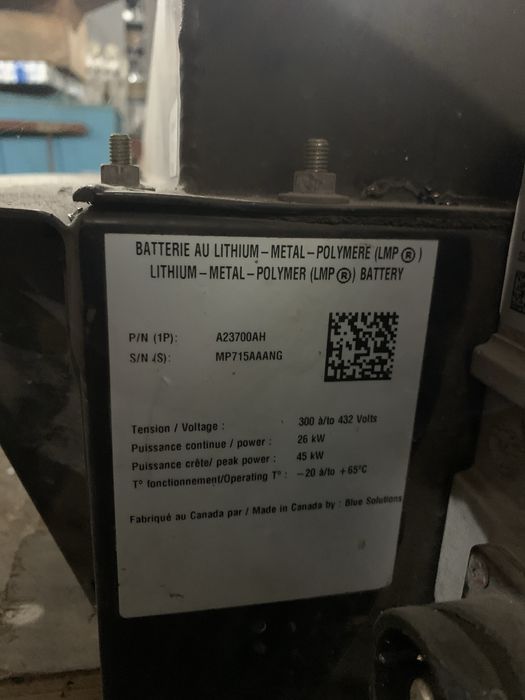 BATTERIE AU LITHIUM-METAL-POLYMERE (LMP ®)
LITHIUM-METAL-POLYMER (LMP ®) BATTERY
P/N (1P): A23700AH
S/N (S): MP715AAANG
Tension / Voltage : 300 à/to 432 Volts
Puissance continue / power : 26 kW
Puissance crête/ peak power : 45 kW
T° fonctionnement/Operating T° : -20 à/to +65°C
Fabriqué au Canada par / Made in Canada by : Blue Solutions